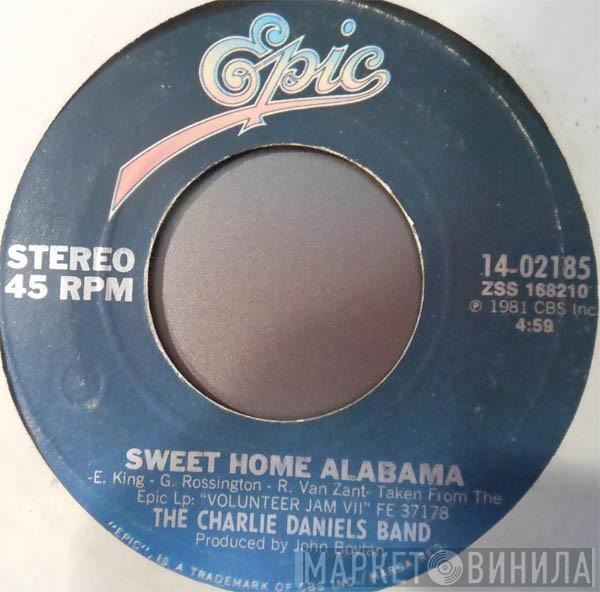 Epic
STEREO
45 RPM
14-02185
ZSS 168210
℗ 1981 CBS Inc.
4:59
SWEET HOME ALABAMA
-E. King - G. Rossington - R. Van Zant- Taken From The
Epic Lp: "VOLUNTEER JAM VII" FE 37178
THE CHARLIE DANIELS BAND
Produced by John Boylan
"EPIC", IS A TRADEMARK OF CBS INC.
МАРКЕТ ВИНИЛА